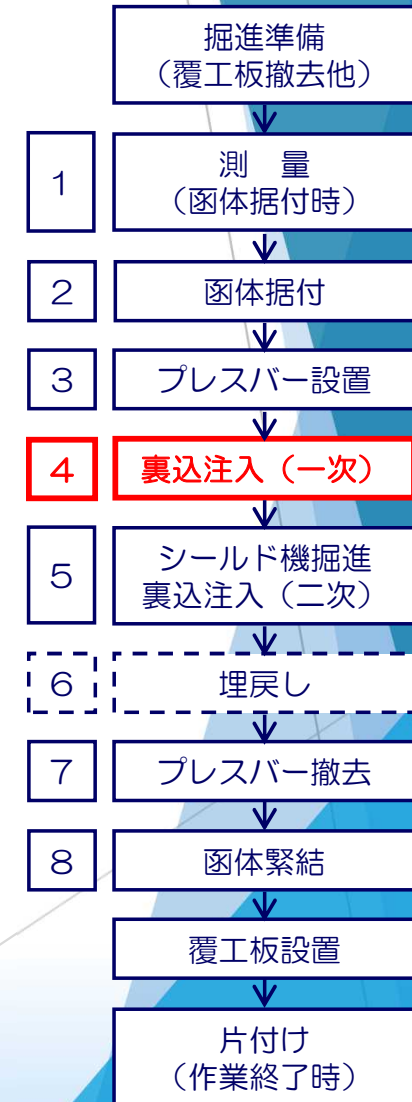 掘進準備
（覆工板撤去他）
1
測　量
（函体据付時）
2
函体据付
3
プレスバー設置
4
裏込注入（一次）
5
シールド機掘進
裏込注入（二次）
6
埋戻し
7
プレスバー撤去
8
函体緊結
覆工板設置
片付け
（作業終了時）